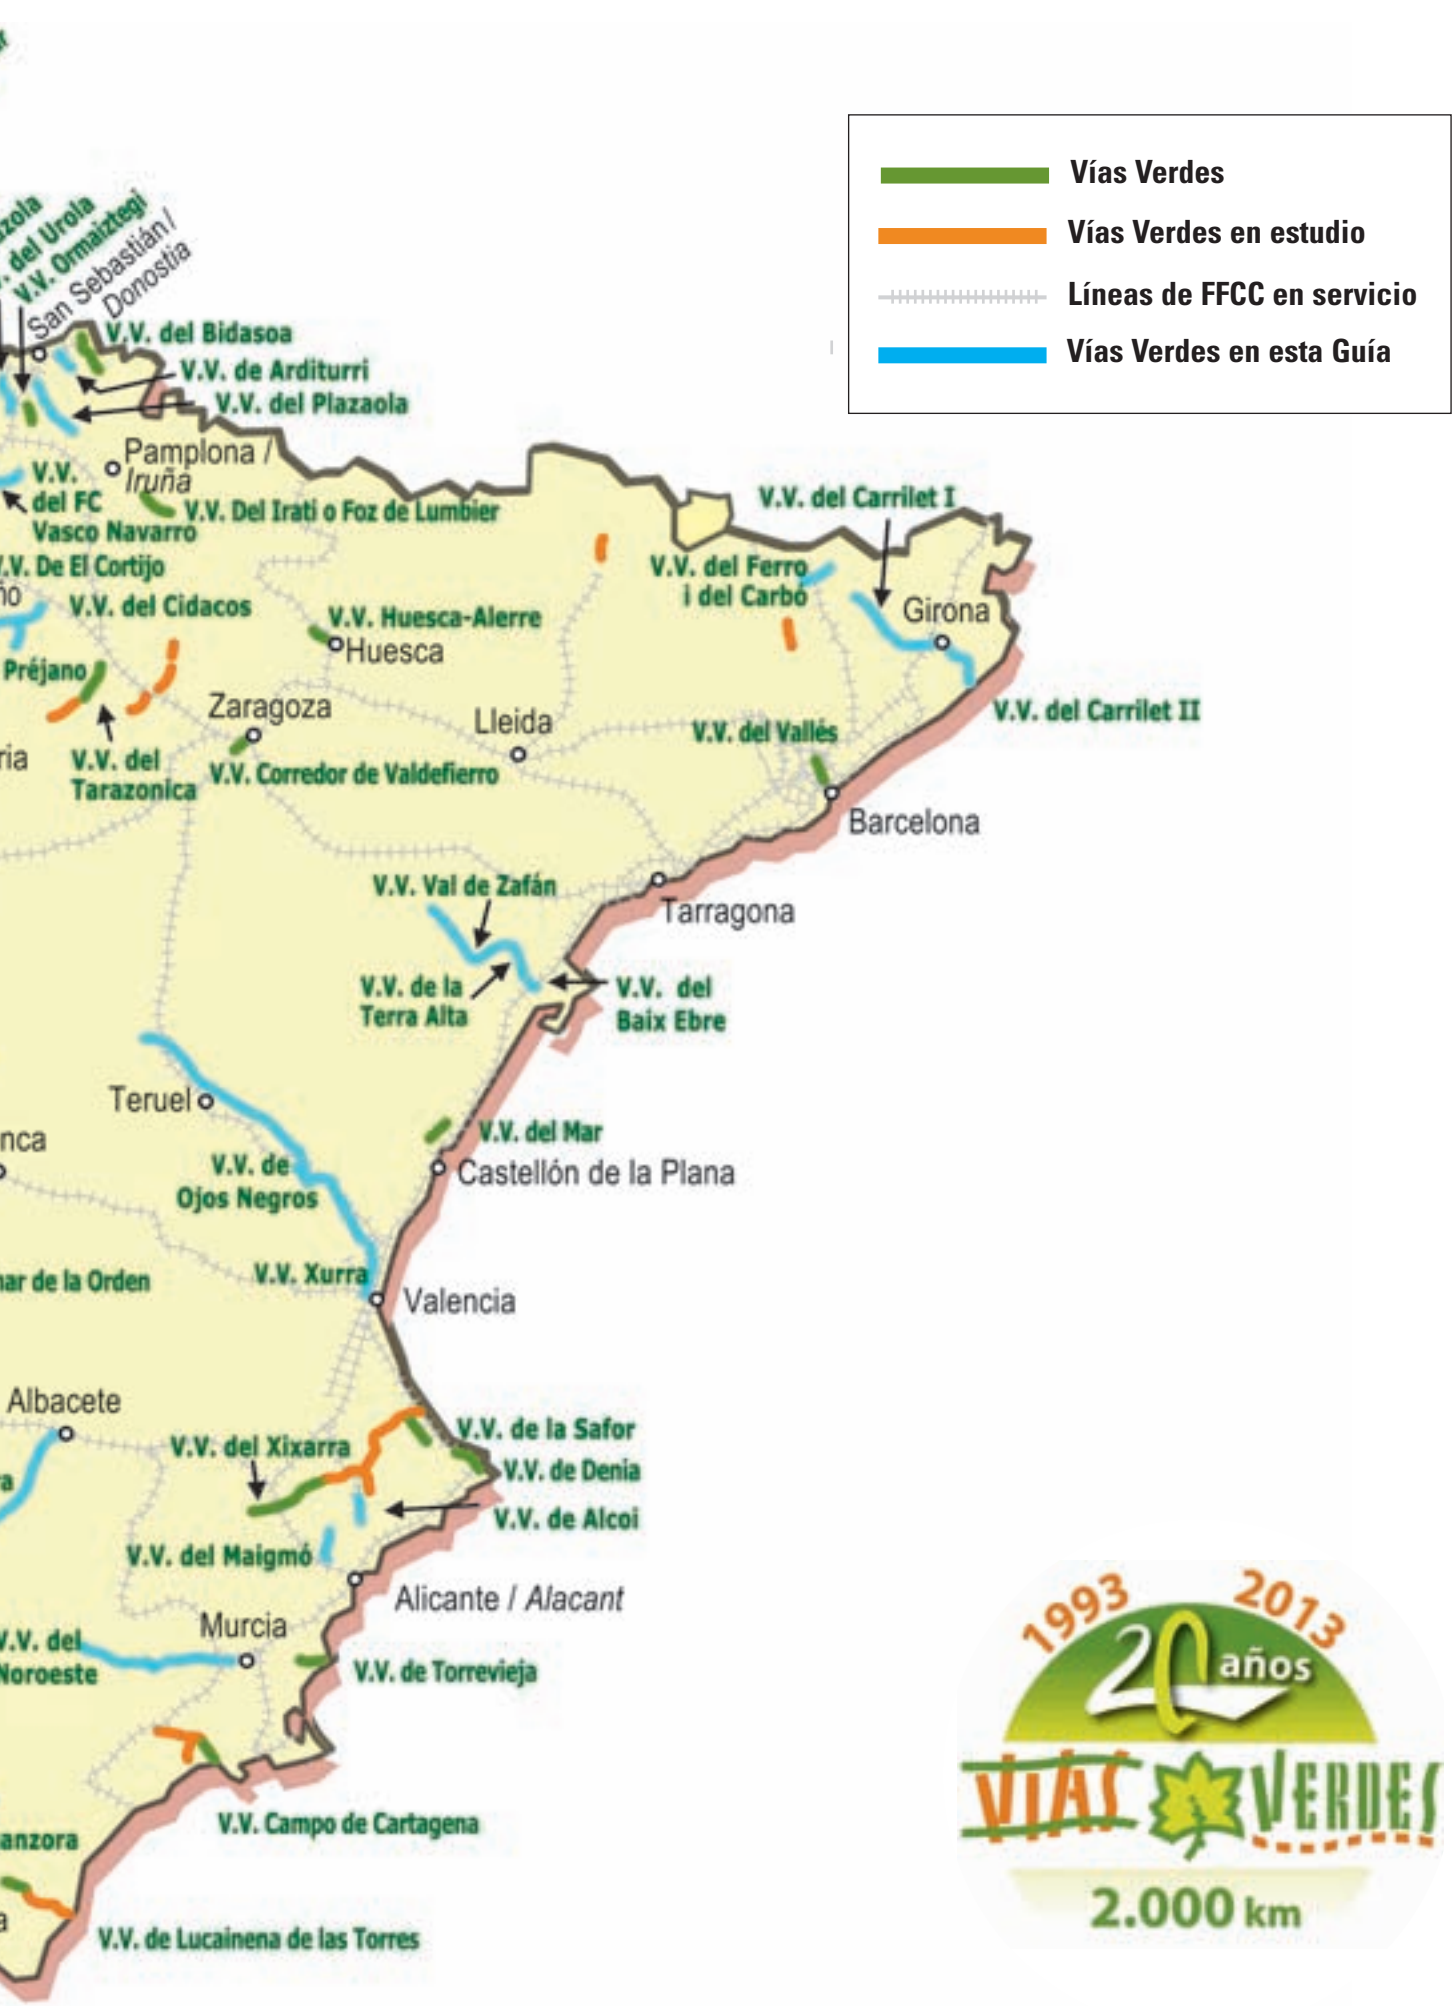 Vías Verdes
Vías Verdes en estudio
Líneas de FFCC en servicio
Vías Verdes en esta Guía
del Urola
V.V. Ormaiztegi
San Sebastián /
Donostia
V.V. del Bidasoa
V.V. de Arditurri
V.V. del Plazaola
Pamplona /
Iruña
V.V.
del FC
Vasco Navarro
V.V. Del Irati o Foz de Lumbier
V.V. del Carrilet I
V.V. De El Cortijo
V.V. del Ferro
i del Carbó
V.V. del Cidacos
V.V. Huesca-Alerre
Girona
Huesca
Préjano
Zaragoza
Lleida
V.V. del Carrilet II
V.V. del Vallés
V.V. del
Tarazonica
V.V. Corredor de Valdefierro
Barcelona
V.V. Val de Zafán
Tarragona
V.V. de la
Terra Alta
V.V. del
Baix Ebre
Teruel
V.V. del Mar
Castellón de la Plana
V.V. de
Ojos Negros
de la Orden
V.V. Xurra
Valencia
Albacete
V.V. del Xixarra
V.V. de la Safor
V.V. de Denia
V.V. de Alcoi
V.V. del Maigmó
Alicante / Alacant
Murcia
V.V. del
Noroeste
V.V. de Torrevieja
V.V. Campo de Cartagena
anzora
V.V. de Lucainena de las Torres
1993 2013
20 años
VIAS VERDES
2.000 km